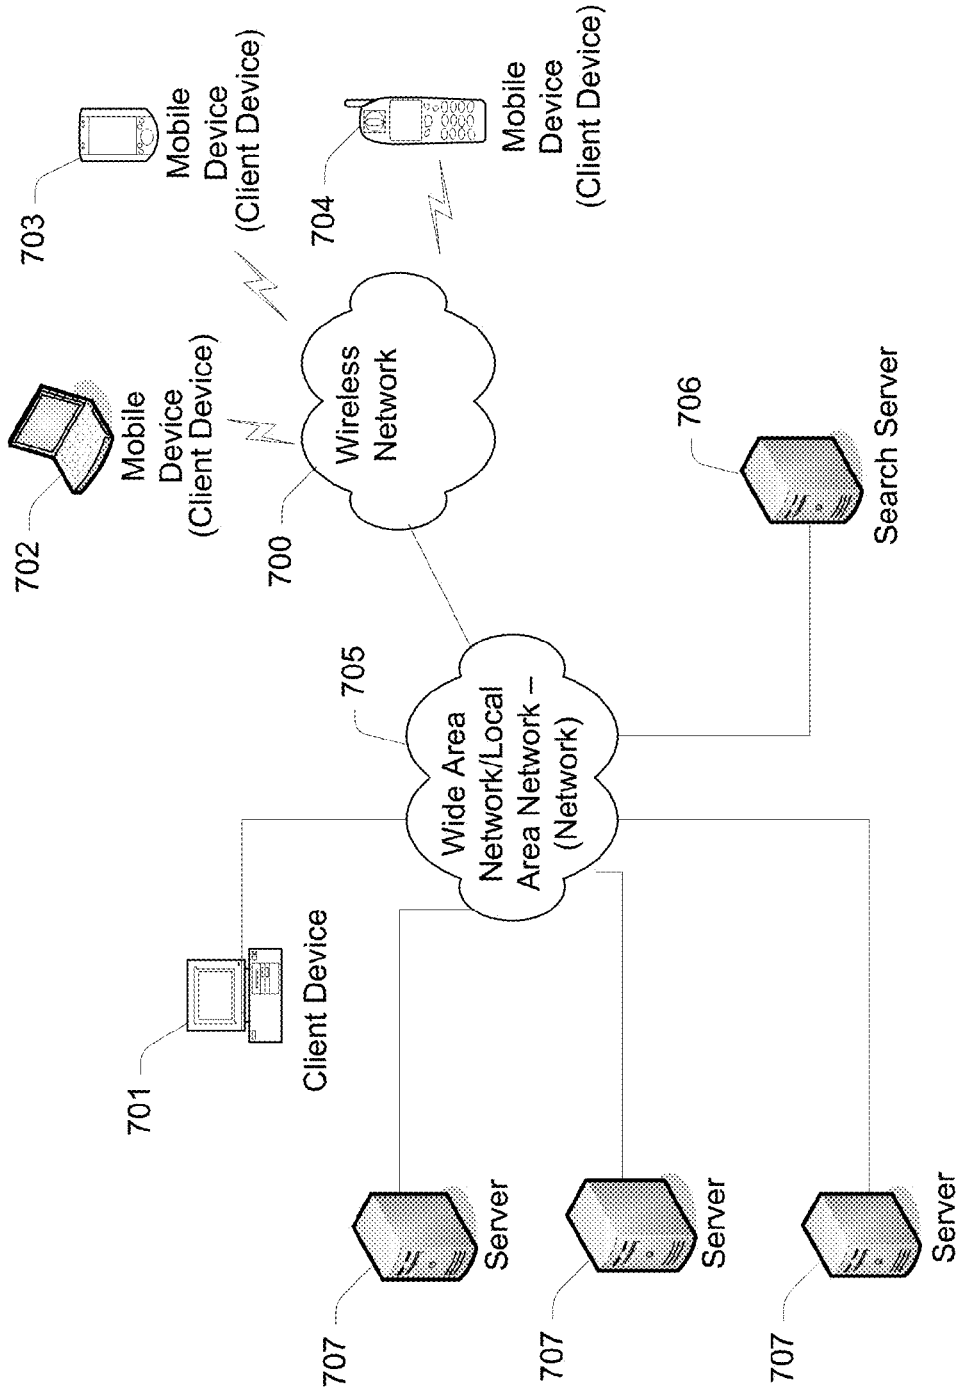 701
Client Device
702
Mobile
Device
(Client Device)
703
Mobile
Device
(Client Device)
704
Mobile
Device
(Client Device)
700
Wireless
Network
705
Wide Area
Network/Local
Area Network –
(Network)
706
Search Server
707
Server
707
Server
707
Server